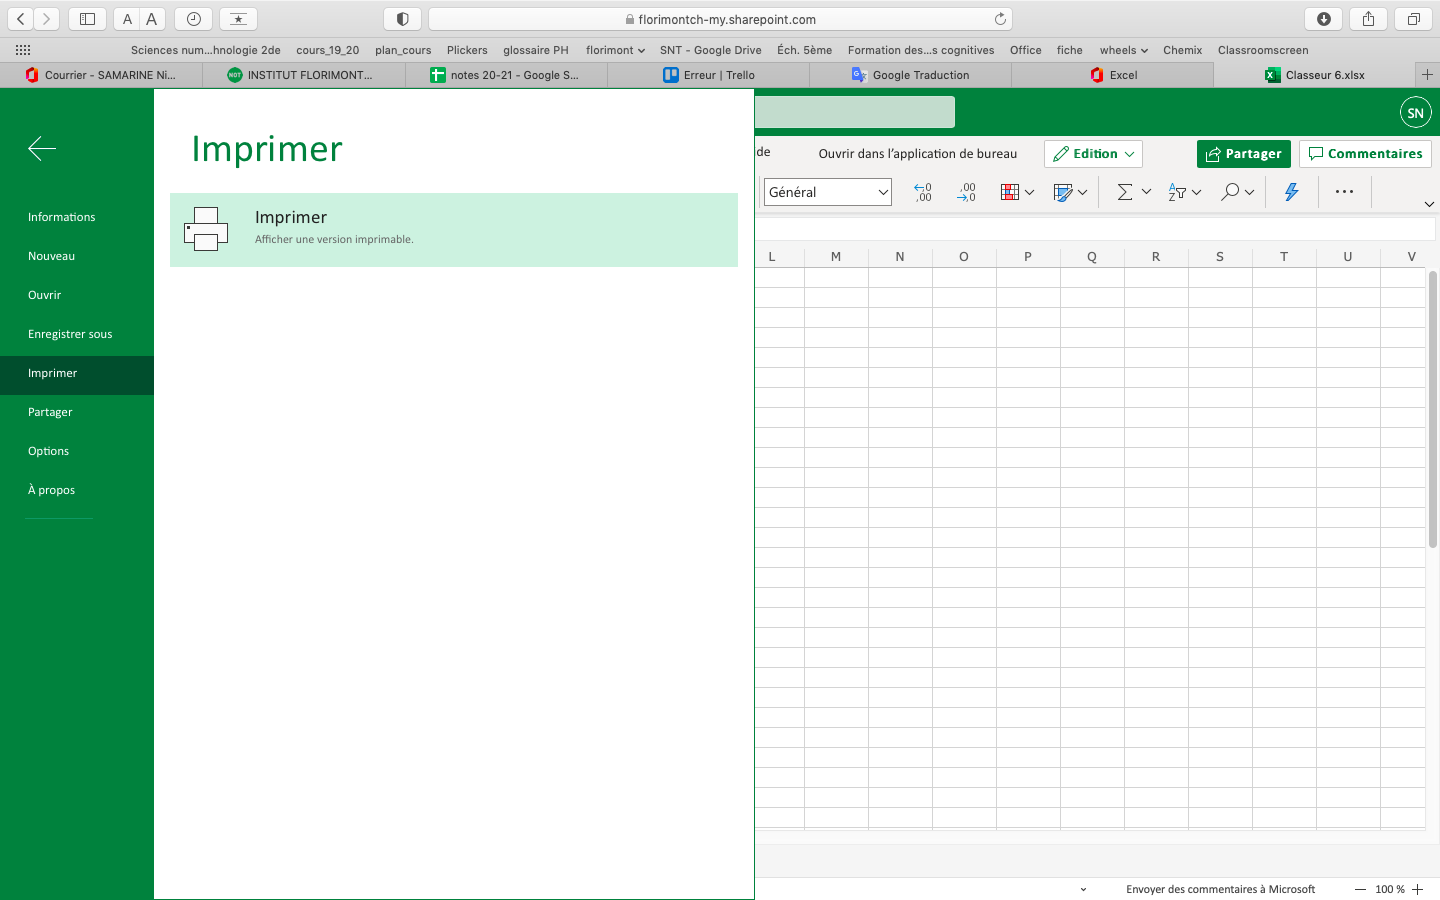 A A
florimontch-my.sharepoint.com
Sciences num...hnologie 2de cours_19_20 plan_cours Plickers glossaire PH florimont SNT - Google Drive Éch. 5ème Formation des...s cognitives Office fiche wheels Chemix Classroomscreen
Courrier - SAMARINE Ni... INSTITUT FLORIMONT... notes 20-21 - Google S... Erreur | Trello Google Traduction Excel Classeur 6.xlsx
SN
Imprimer
de Ouvrir dans l'application de bureau Edition Partager Commentaires
Général
Imprimer
Afficher une version imprimable.
Informations
Nouveau
Ouvrir
Enregistrer sous
Imprimer
Partager
Options
À propos
L M N O P Q R S T U V
Envoyer des commentaires à Microsoft 100 %